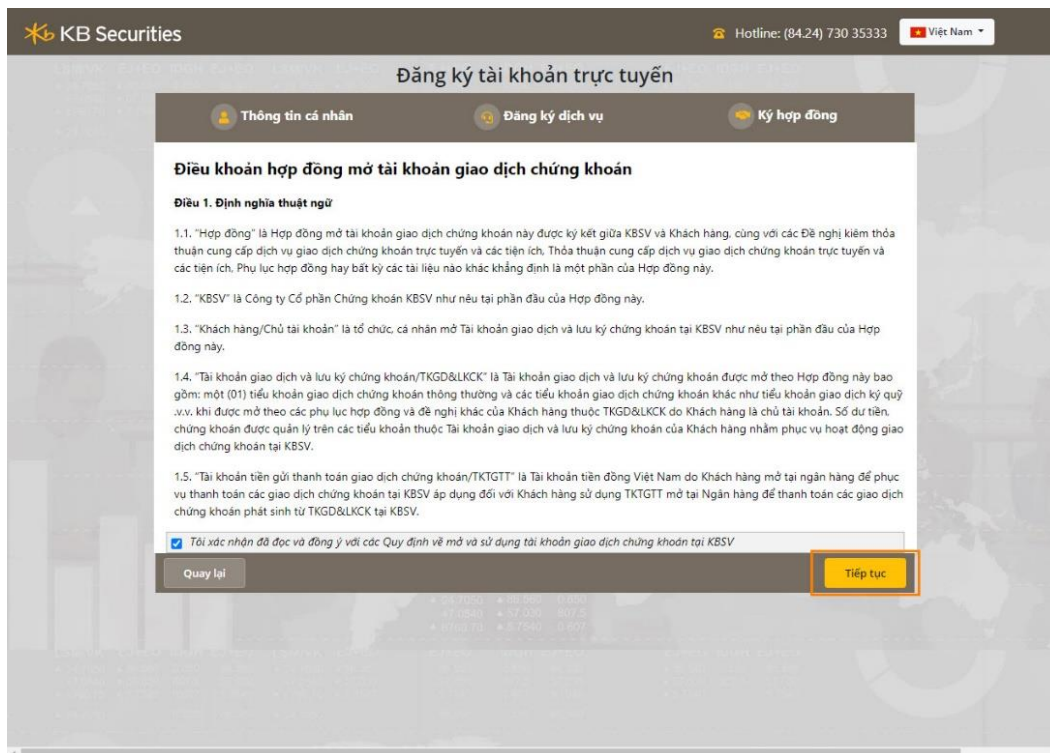 KB Securities
Hotline: (84.24) 730 35333
Việt Nam
Đăng ký tài khoản trực tuyến
Thông tin cá nhân
Đăng ký dịch vụ
Ký hợp đồng
Điều khoản hợp đồng mở tài khoản giao dịch chứng khoán
Điều 1. Định nghĩa thuật ngữ
1.1. "Hợp đồng" là Hợp đồng mở tài khoản giao dịch chứng khoán này được ký kết giữa KBSV và Khách hàng, cùng với các Đề nghị kiêm thỏa
thuận cung cấp dịch vụ giao dịch chứng khoán trực tuyến và các tiện ích, Thỏa thuận cung cấp dịch vụ giao dịch chứng khoán trực tuyến và
các tiện ích, Phụ lục hợp đồng hay bất kỳ các tài liệu nào khác khẳng định là một phần của Hợp đồng này.
1.2. "KBSV" là Công ty Cổ phần Chứng khoán KBSV như nêu tại phần đầu của Hợp đồng này.
1.3. "Khách hàng/Chủ tài khoản" là tổ chức, cá nhân mở Tài khoản giao dịch và lưu ký chứng khoán tại KBSV như nêu tại phần đầu của Hợp
đồng này.
1.4. "Tài khoản giao dịch và lưu ký chứng khoán/TKGD&LKCK" là Tài khoản giao dịch và lưu ký chứng khoán được mở theo Hợp đồng này bao
gồm: một (01) tiểu khoản giao dịch chứng khoán thông thường và các tiểu khoản giao dịch chứng khoán khác như tiểu khoản giao dịch ký quỹ
.v.v. khi được mở theo các phụ lục hợp đồng và đề nghị khác của Khách hàng thuộc TKGD&LKCK do Khách hàng là chủ tài khoản. Số dư tiền,
chứng khoán được quản lý trên các tiểu khoản thuộc Tài khoản giao dịch và lưu ký chứng khoán của Khách hàng nhằm phục vụ hoạt động giao
dịch chứng khoán tại KBSV.
1.5. "Tài khoản tiền gửi thanh toán giao dịch chứng khoán/TKTGTT" là Tài khoản tiền đồng Việt Nam do Khách hàng mở tại ngân hàng để phục
vụ thanh toán các giao dịch chứng khoán tại KBSV áp dụng đối với Khách hàng sử dụng TKTGTT mở tại Ngân hàng để thanh toán các giao dịch
chứng khoán phát sinh từ TKGD&LKCK tại KBSV.
Tôi xác nhận đã đọc và đồng ý với các Quy định về mở và sử dụng tài khoản giao dịch chứng khoán tại KBSV
Quay lại
Tiếp tục